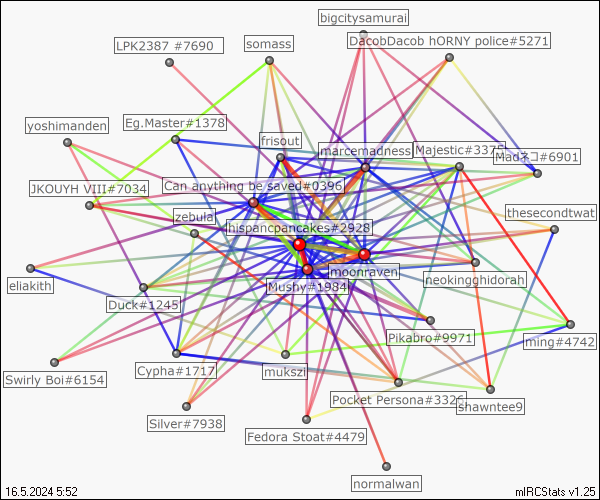 bigcitysamurai
LPK2387 #7690
somass
DacobDacob hORNY police#5271
yoshimanden
Eg.Master#1378
frisout
marcemadness
Majestic#337
Madネコ#6901
JKOUYH VIII#7034
Can anything be saved#0396
zebula
hispancpancakes#2928
thesecondtwat
eliakith
Duck#1245
Mushy#1984
moonraven
neokingghidorah
Pikabro#9971
ming#4742
Swirly Boi#6154
Cypha#1717
mukszi
Pocket Persona#332
shawntee9
Silver#7938
Fedora Stoat#4479
normalwan
16.5.2024 5:52
mIRCStats v1.25